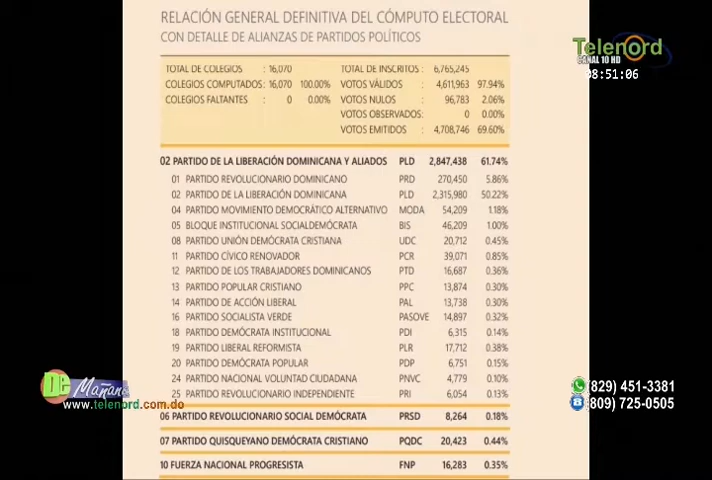 RELACIÓN GENERAL DEFINITIVA DEL CÓMPUTO ELECTORAL
CON DETALLE DE ALIANZAS DE PARTIDOS POLÍTICOS
Telenord
CANAL 10 HD
08:51:06
TOTAL DE COLEGIOS : 16,070 TOTAL DE INSCRITOS : 6,765,245
COLEGIOS COMPUTADOS: 16,070 100.00% VOTOS VÁLIDOS : 4,611,963 97.94%
COLEGIOS FALTANTES : 0 0.00% VOTOS NULOS : 96,783 2.06%
VOTOS OBSERVADOS: 0 0.00%
VOTOS EMITIDOS : 4,708,746 69.60%
02 PARTIDO DE LA LIBERACIÓN DOMINICANA Y ALIADOS PLD 2,847,438 61.74%
01 PARTIDO REVOLUCIONARIO DOMINICANO PRD 270,450 5.86%
02 PARTIDO DE LA LIBERACIÓN DOMINICANA PLD 2,315,980 50.22%
04 PARTIDO MOVIMIENTO DEMOCRÁTICO ALTERNATIVO MODA 54,209 1.18%
05 BLOQUE INSTITUCIONAL SOCIALDEMÓCRATA BIS 46,209 1.00%
08 PARTIDO UNIÓN DEMÓCRATA CRISTIANA UDC 20,712 0.45%
11 PARTIDO CÍVICO RENOVADOR PCR 39,071 0.85%
12 PARTIDO DE LOS TRABAJADORES DOMINICANOS PTD 16,687 0.36%
13 PARTIDO POPULAR CRISTIANO PPC 13,874 0.30%
14 PARTIDO DE ACCIÓN LIBERAL PAL 13,738 0.30%
16 PARTIDO SOCIALISTA VERDE PASOVE 14,897 0.32%
18 PARTIDO DEMÓCRATA INSTITUCIONAL PDI 6,315 0.14%
19 PARTIDO LIBERAL REFORMISTA PLR 17,712 0.38%
20 PARTIDO DEMÓCRATA POPULAR PDP 6,751 0.15%
24 PARTIDO NACIONAL VOLUNTAD CIUDADANA PNVC 4,779 0.10%
25 PARTIDO REVOLUCIONARIO INDEPENDIENTE PRI 6,054 0.13%
06 PARTIDO REVOLUCIONARIO SOCIAL DEMÓCRATA PRSD 8,264 0.18%
07 PARTIDO QUISQUEYANO DEMÓCRATA CRISTIANO PQDC 20,423 0.44%
10 FUERZA NACIONAL PROGRESISTA FNP 16,283 0.35%
De Mañana
www.telenord.com.do
(829) 451-3381
(809) 725-0505